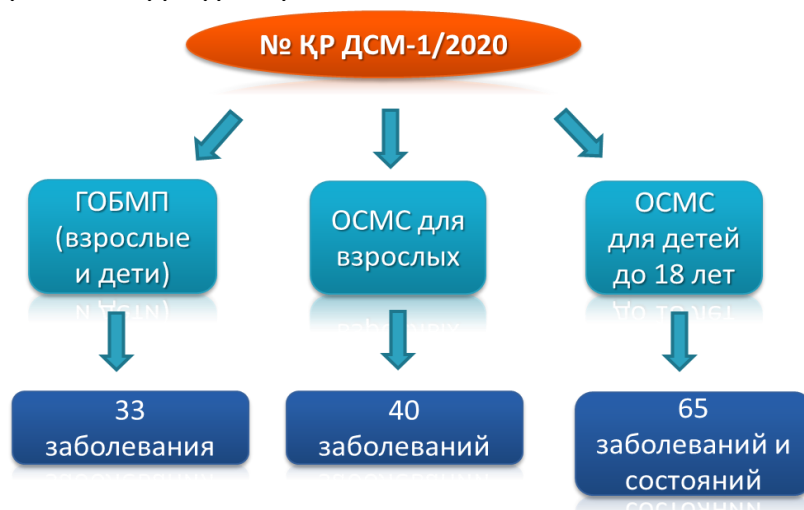 № ҚР ДСМ-1/2020
ГОБМП
(взрослые
и дети)
ОСМС для
взрослых
ОСМС
для детей
до 18 лет
33
заболевания
40
заболеваний
65
заболеваний и
состояний